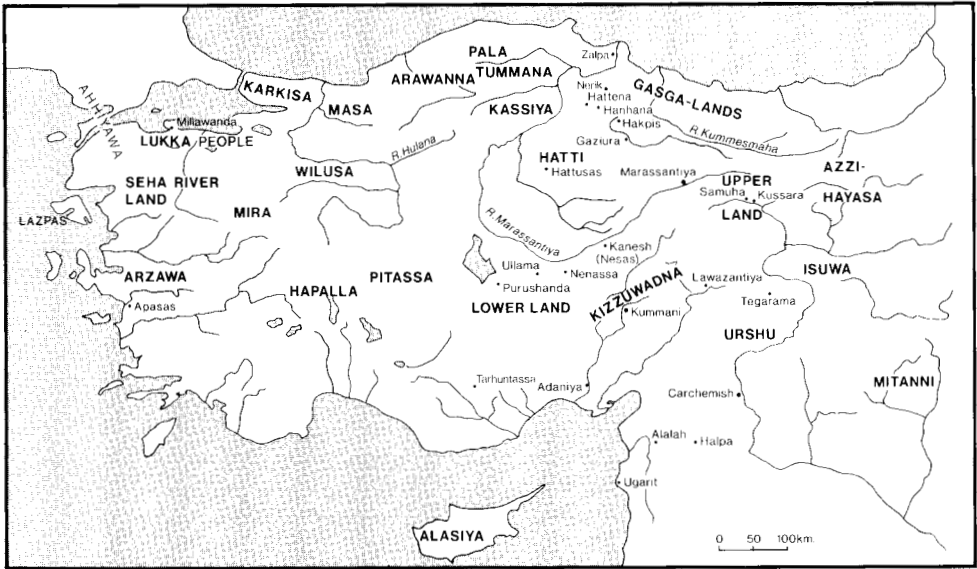 PALA
Zalpa
ARAWANNA
TUMMANA
KARKISA
MASA
KASSIYA
Nerik
Hattena
Hanhana
Hakpis
GASGA-LANDS
AHHIYAWA
Millawanda
LUKKA PEOPLE
R.Hulana
Gaziura
R.Kummesmaha
HATTI
Hattusas
Marassantiya
WILUSA
SEHA RIVER
LAND
UPPER
LAND
Samuha
Kussara
AZZI-
HAYASA
LAZPAS
MIRA
R.Marassantiya
Kanesh
(Nesas)
ARZAWA
Apasas
HAPALLA
PITASSA
Uilama
Nenassa
Purushanda
LOWER LAND
KIZZUWADNA
Lawazantiya
Kummani
ISUWA
Tegarama
URSHU
Tarhuntassa
Adaniya
Carchemish
MITANNI
Alalah
Halpa
Ugarit
ALASIYA
0 50 100km.